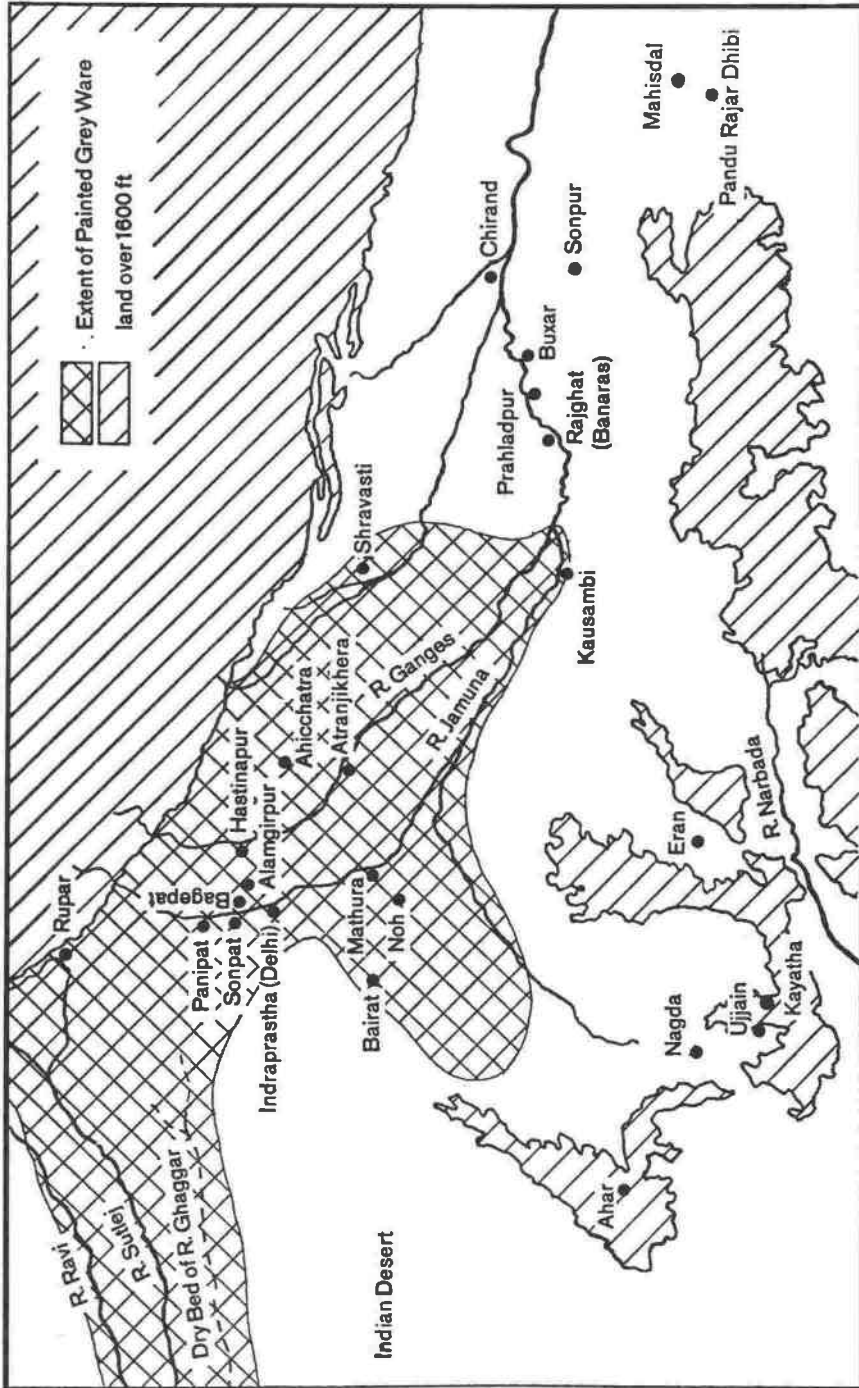 Extent of Painted Grey Ware
land over 1600 ft
R. Ravi
R. Sutlej
Dry Bed of R. Ghaggar
Rupar
Panipat
Sonpat
Bagepat
Hastinapur
Alamgirpur
Indraprastha (Delhi)
Ahicchatra
Atranjikhera
R. Ganges
R. Jamuna
Shravasti
Mathura
Noh
Bairat
Indian Desert
Kausambi
Prahladpur
Rajghat
(Banaras)
Buxar
Chirand
Sonpur
Mahisdal
Pandu Rajar Dhibi
Ahar
Nagda
Ujjain
Kayatha
Eran
R. Narbada